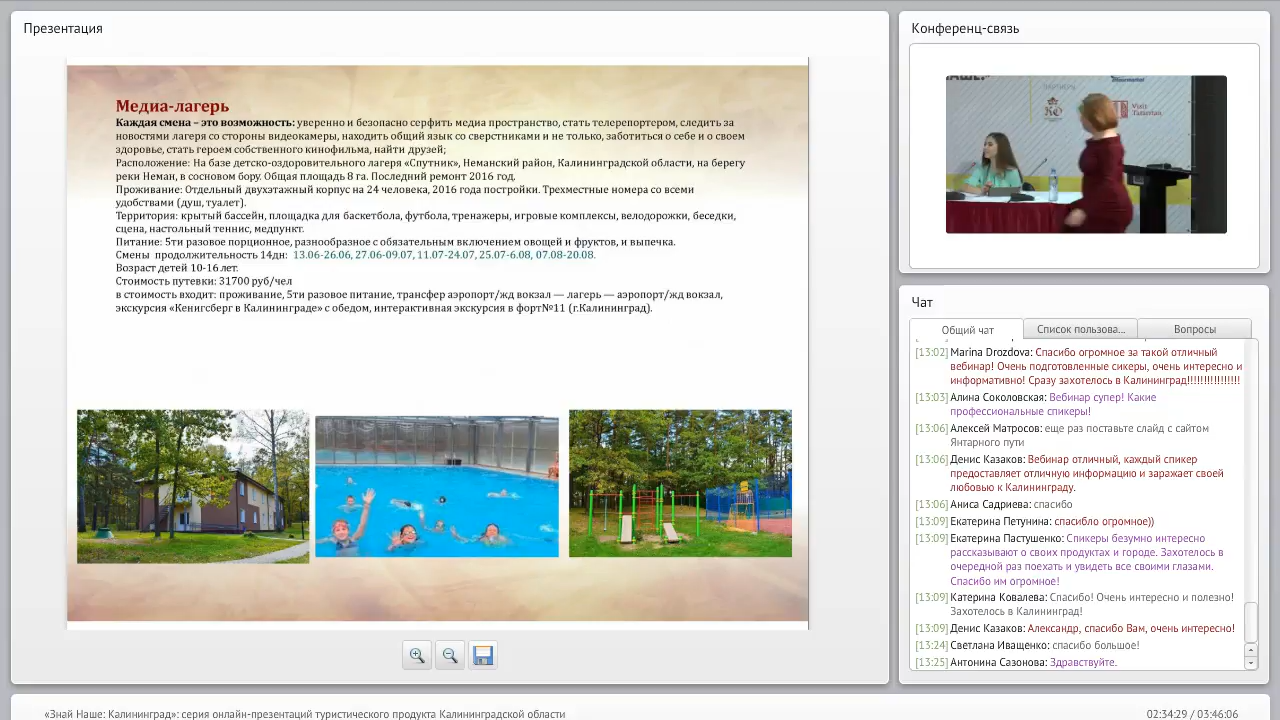 Презентация
Медиа-лагерь
Каждая смена – это возможность: уверенно и безопасно серфить медиа пространство, стать телерепортером, следить за
новостями лагеря со стороны видеокамеры, находить общий язык со сверстниками и не только, заботиться о себе и о своем
здоровье, стать героем собственного кинофильма, найти друзей;
Расположение: На базе детско-оздоровительного лагеря «Спутник», Неманский район, Калининградской области, на берегу
реки Неман, в сосновом бору. Общая площадь 8 га. Последний ремонт 2016 год.
Проживание: Отдельный двухэтажный корпус на 24 человека, 2016 года постройки. Трехместные номера со всеми
удобствами (душ, туалет).
Территория: крытый бассейн, площадка для баскетбола, футбола, тренажеры, игровые комплексы, велодорожки, беседки,
сцена, настольный теннис, медпункт.
Питание: 5ти разовое порционное, разнообразное с обязательным включением овощей и фруктов, и выпечка.
Смены продолжительность 14дн: 13.06-26.06, 27.06-09.07, 11.07-24.07, 25.07-6.08, 07.08-20.08.
Возраст детей 10-16 лет.
Стоимость путевки: 31700 руб/чел
в стоимость входит: проживание, 5ти разовое питание, трансфер аэропорт/жд вокзал — лагерь — аэропорт/жд вокзал,
экскурсия «Кенигсберг в Калининграде» с обедом, интерактивная экскурсия в форт№11 (г.Калининград).
Конференц-связь
Visit
Tatarstan
Чат
Общий чат
Список пользова...
Вопросы
[13:02] Marina Drozdova: Спасибо огромное за такой отличный
вебинар! Очень подготовленные сикеры, очень интересно и
информативно! Сразу захотелось в Калининград!!!!!!!!!!!!!!!!
[13:03] Алина Соколовская: Вебинар супер! Какие
профессиональные спикеры!
[13:06] Алексей Матросов: еще раз поставьте слайд с сайтом
Янтарного пути
[13:06] Денис Казаков: Вебинар отличный, каждый спикер
предоставляет отличную информацию и заражает своей
любовью к Калининграду.
[13:06] Аниса Садриева: спасибо
[13:09] Екатерина Петунина: спасибло огромное))
[13:09] Екатерина Пастушенко: Спикеры безумно интересно
рассказывают о своих продуктах и городе. Захотелось в
очередной раз поехать и увидеть все своими глазами.
Спасибо им огромное!
[13:09] Катерина Ковалева: Спасибо! Очень интересно и полезно!
Захотелось в Калининград!
[13:09] Денис Казаков: Александр, спасибо Вам, очень интересно!
[13:24] Светлана Иващенко: спасибо большое!
[13:25] Антонина Сазонова: Здравствуйте.
«Знай Наше: Калининград»: серия онлайн-презентаций туристического продукта Калининградской области
02:34:29 / 03:46:06